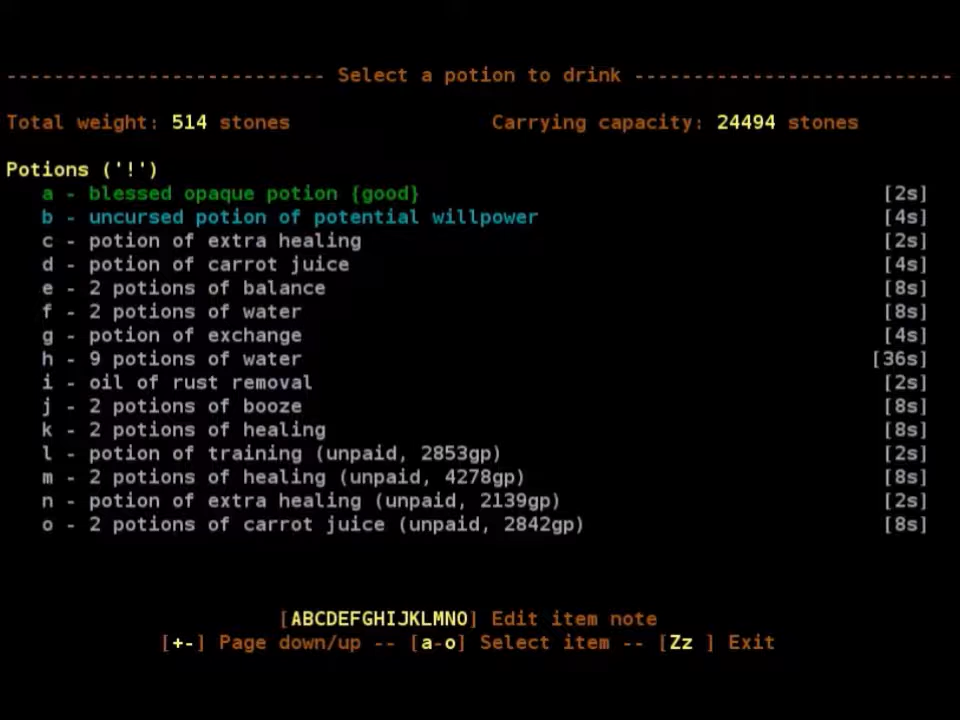 --------------------------- Select a potion to drink ---------------------------
Total weight: 514 stones Carrying capacity: 24494 stones
Potions ('!')
a - blessed opaque potion {good} [2s]
b - uncursed potion of potential willpower [4s]
c - potion of extra healing [2s]
d - potion of carrot juice [4s]
e - 2 potions of balance [8s]
f - 2 potions of water [8s]
g - potion of exchange [4s]
h - 9 potions of water [36s]
i - oil of rust removal [2s]
j - 2 potions of booze [8s]
k - 2 potions of healing [8s]
l - potion of training (unpaid, 2853gp) [2s]
m - 2 potions of healing (unpaid, 4278gp) [8s]
n - potion of extra healing (unpaid, 2139gp) [2s]
o - 2 potions of carrot juice (unpaid, 2842gp) [8s]
[ABCDEFGHIJKLMNO] Edit item note
[+-] Page down/up -- [a-o] Select item -- [Zz ] Exit